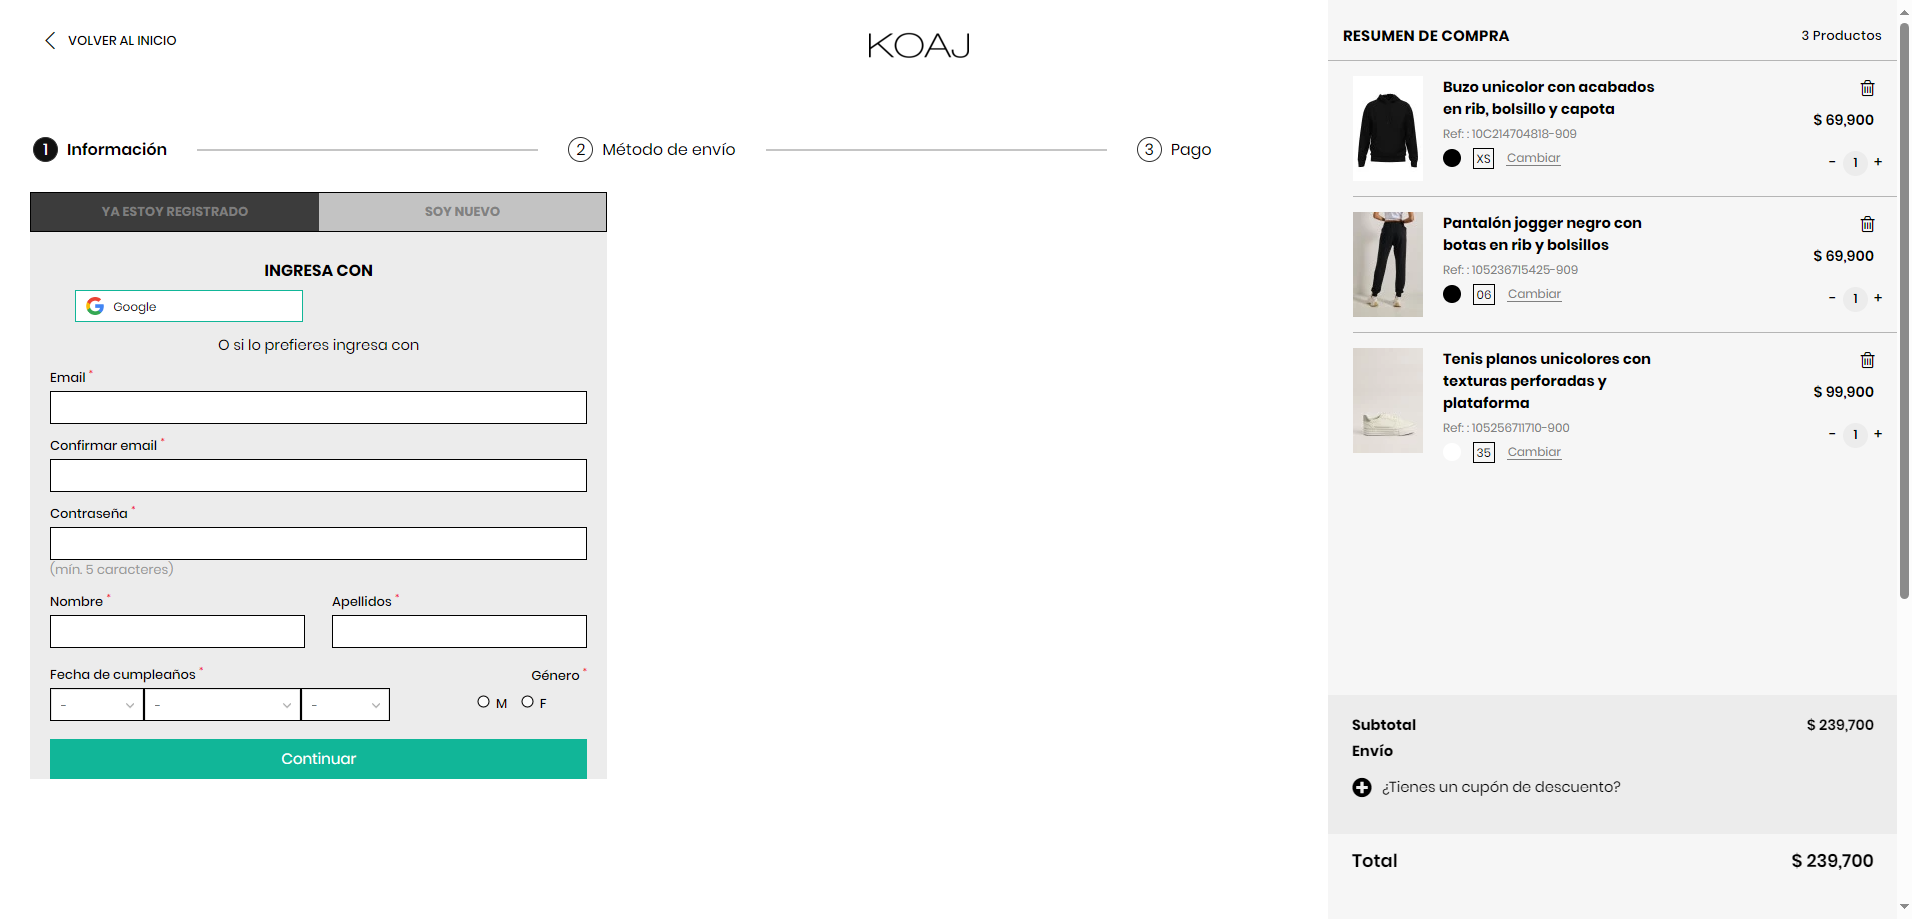 VOLVER AL INICIO
KOAJ
1 Información
2 Método de envío
3 Pago
YA ESTOY REGISTRADO
SOY NUEVO
INGRESA CON
Google
O si lo prefieres ingresa con
Email *
Confirmar email *
Contraseña *
(mín. 5 caracteres)
Nombre *
Apellidos *
Fecha de cumpleaños *
Género *
- - -
M F
Continuar
RESUMEN DE COMPRA
3 Productos
Buzo unicolor con acabados
en rib, bolsillo y capota
$ 69,900
Ref: : 10C214704818-909
XS Cambiar
- 1 +
Pantalón jogger negro con
botas en rib y bolsillos
$ 69,900
Ref: : 105236715425-909
06 Cambiar
- 1 +
Tenis planos unicolores con
texturas perforadas y
plataforma
$ 99,900
Ref: : 105256711710-900
35 Cambiar
- 1 +
Subtotal $ 239,700
Envío
¿Tienes un cupón de descuento?
Total $ 239,700